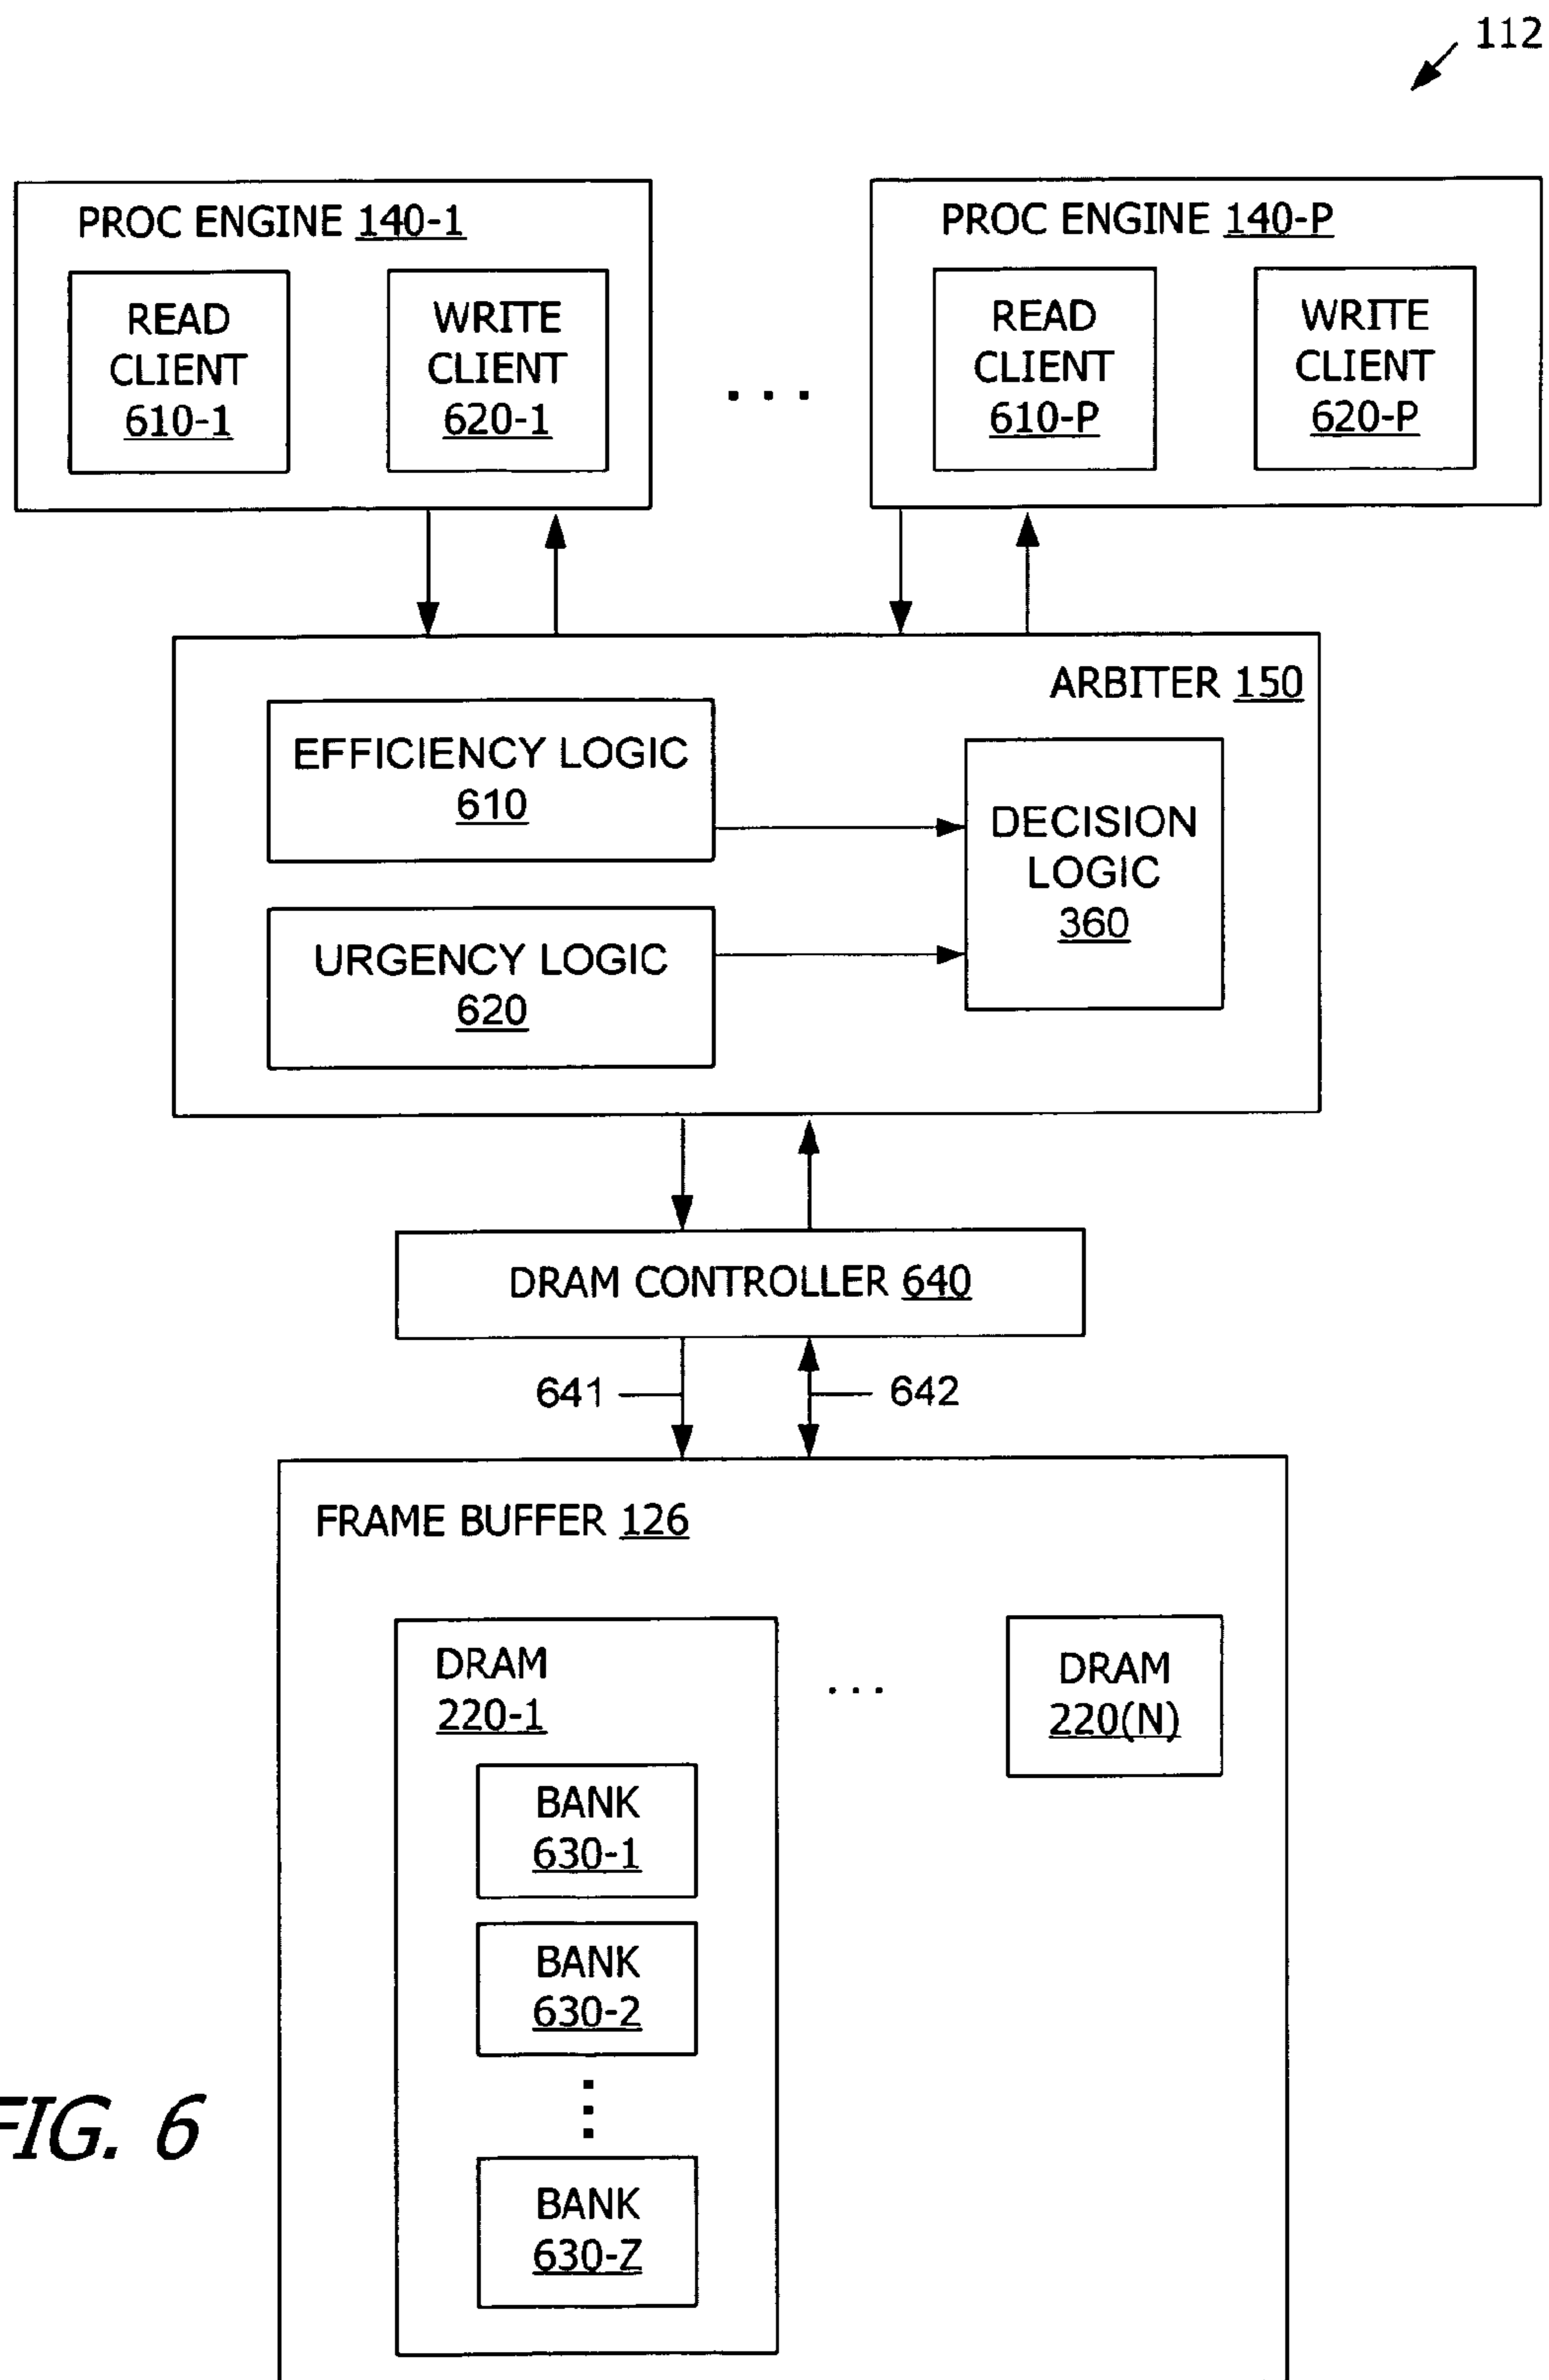 112
PROC ENGINE 140-1
READ
CLIENT
610-1
WRITE
CLIENT
620-1
. . .
PROC ENGINE 140-P
READ
CLIENT
610-P
WRITE
CLIENT
620-P
ARBITER 150
EFFICIENCY LOGIC
610
URGENCY LOGIC
620
DECISION
LOGIC
360
DRAM CONTROLLER 640
641
642
FRAME BUFFER 126
DRAM
220-1
. . .
DRAM
220(N)
BANK
630-1
BANK
630-2
BANK
630-Z
FIG. 6